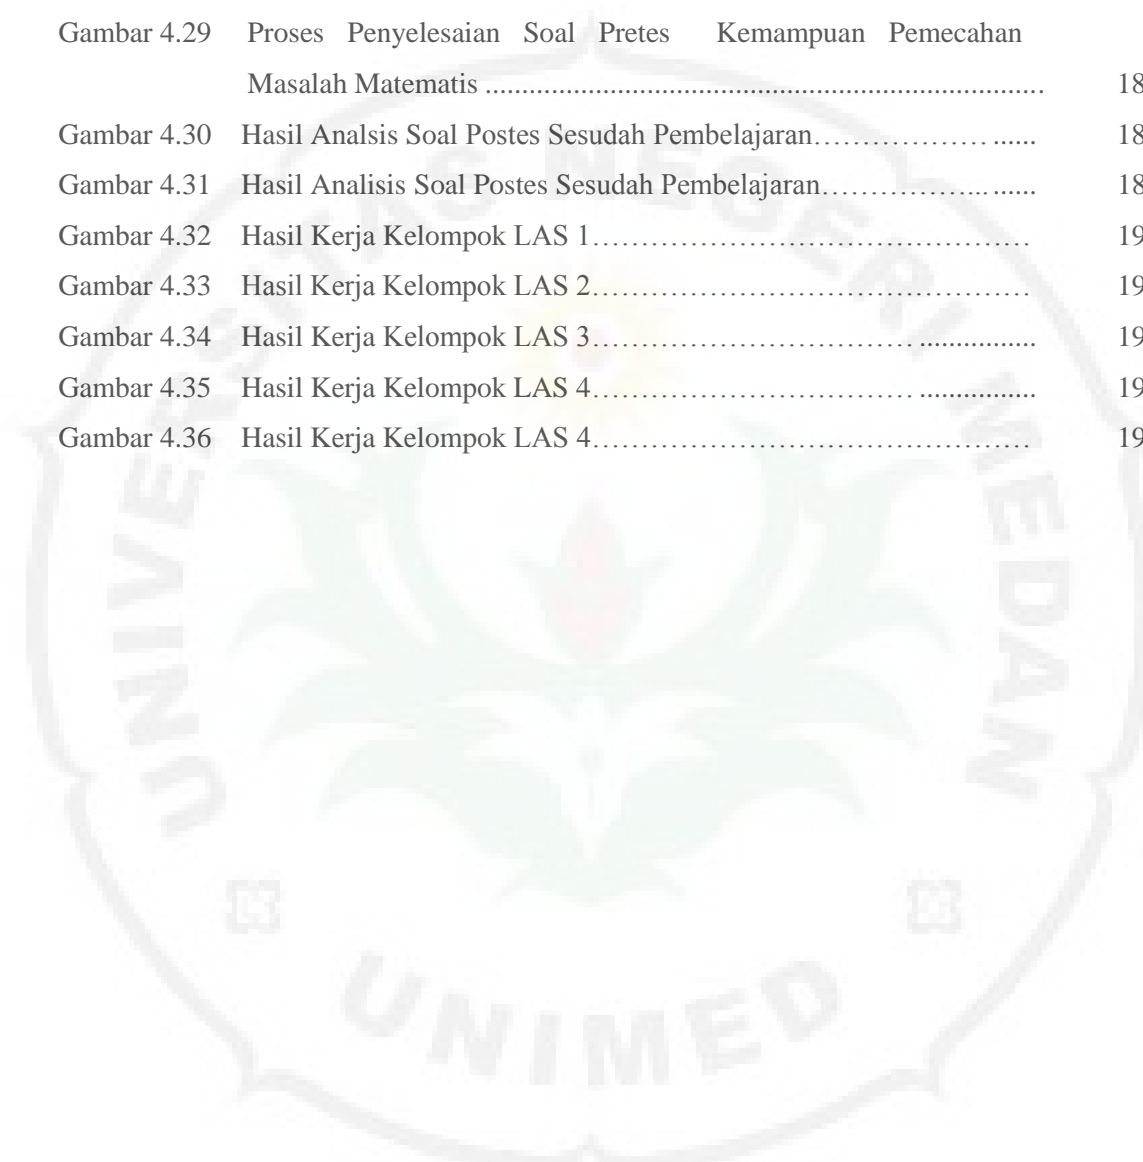 Gambar 4.29 Proses Penyelesaian Soal Pretes Kemampuan Pemecahan
Masalah Matematis ............................................................................ 18
Gambar 4.30 Hasil Analsis Soal Postes Sesudah Pembelajaran……………… ...... 18
Gambar 4.31 Hasil Analisis Soal Postes Sesudah Pembelajaran…………….. ...... 18
Gambar 4.32 Hasil Kerja Kelompok LAS 1…………………………………… 19
Gambar 4.33 Hasil Kerja Kelompok LAS 2…………………………………… 19
Gambar 4.34 Hasil Kerja Kelompok LAS 3………………………… ................ 19
Gambar 4.35 Hasil Kerja Kelompok LAS 4………………………… ................ 19
Gambar 4.36 Hasil Kerja Kelompok LAS 4…………………………………… 19
UNIVERSITAS NEGERI MEDAN
UNIMED